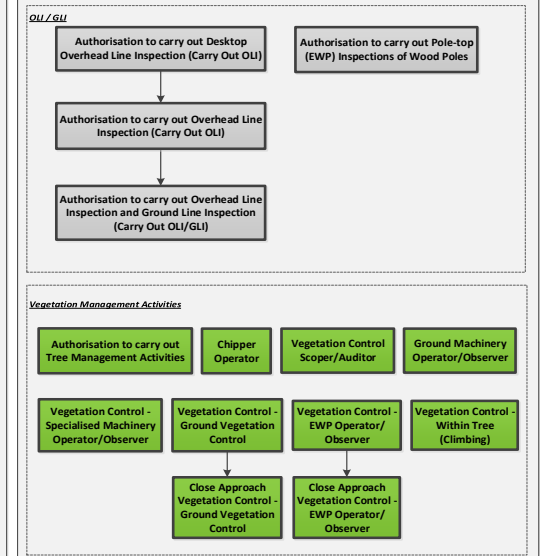 OLI / GLI
Authorisation to carry out Desktop
Overhead Line Inspection (Carry Out OLI)
Authorisation to carry out Pole-top
(EWP) Inspections of Wood Poles
Authorisation to carry out Overhead Line
Inspection (Carry Out OLI)
Authorisation to carry out Overhead Line
Inspection and Ground Line Inspection
(Carry Out OLI/GLI)
Vegetation Management Activities
Authorisation to carry out
Tree Management Activities
Chipper
Operator
Vegetation Control
Scoper/Auditor
Ground Machinery
Operator/Observer
Vegetation Control -
Specialised Machinery
Operator/Observer
Vegetation Control -
Ground Vegetation
Control
Vegetation Control -
EWP Operator/
Observer
Vegetation Control -
Within Tree
(Climbing)
Close Approach
Vegetation Control -
Ground Vegetation
Control
Close Approach
Vegetation Control -
EWP Operator/
Observer